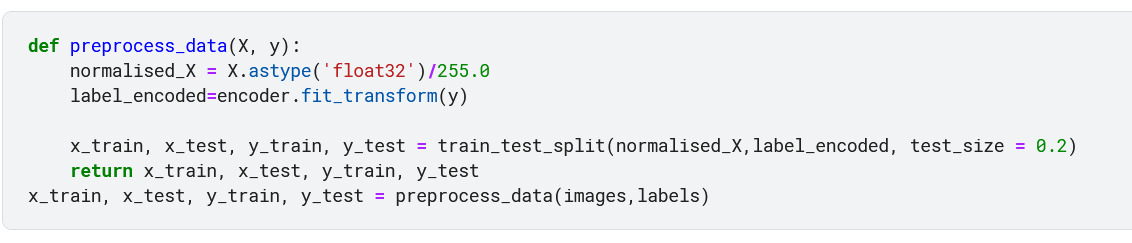 def preprocess_data(X, y):
    normalised_X = X.astype('float32')/255.0
    label_encoded=encoder.fit_transform(y)

    x_train, x_test, y_train, y_test = train_test_split(normalised_X,label_encoded, test_size = 0.2)
    return x_train, x_test, y_train, y_test
x_train, x_test, y_train, y_test = preprocess_data(images,labels)